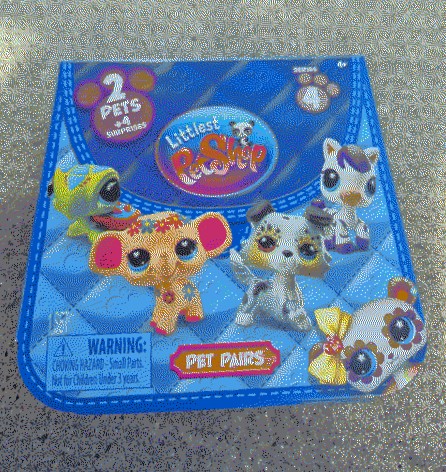 2
PETS
+4
SURPRISES
SERIES
4
4+
Littlest
PetShop
PET PAIRS
WARNING:
CHOKING HAZARD - Small Parts.
Not for Children Under 3 years.